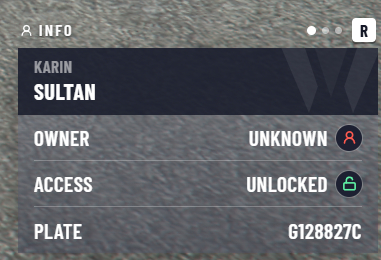 INFO
R
KARIN
SULTAN
OWNER UNKNOWN
ACCESS UNLOCKED
PLATE G128827C